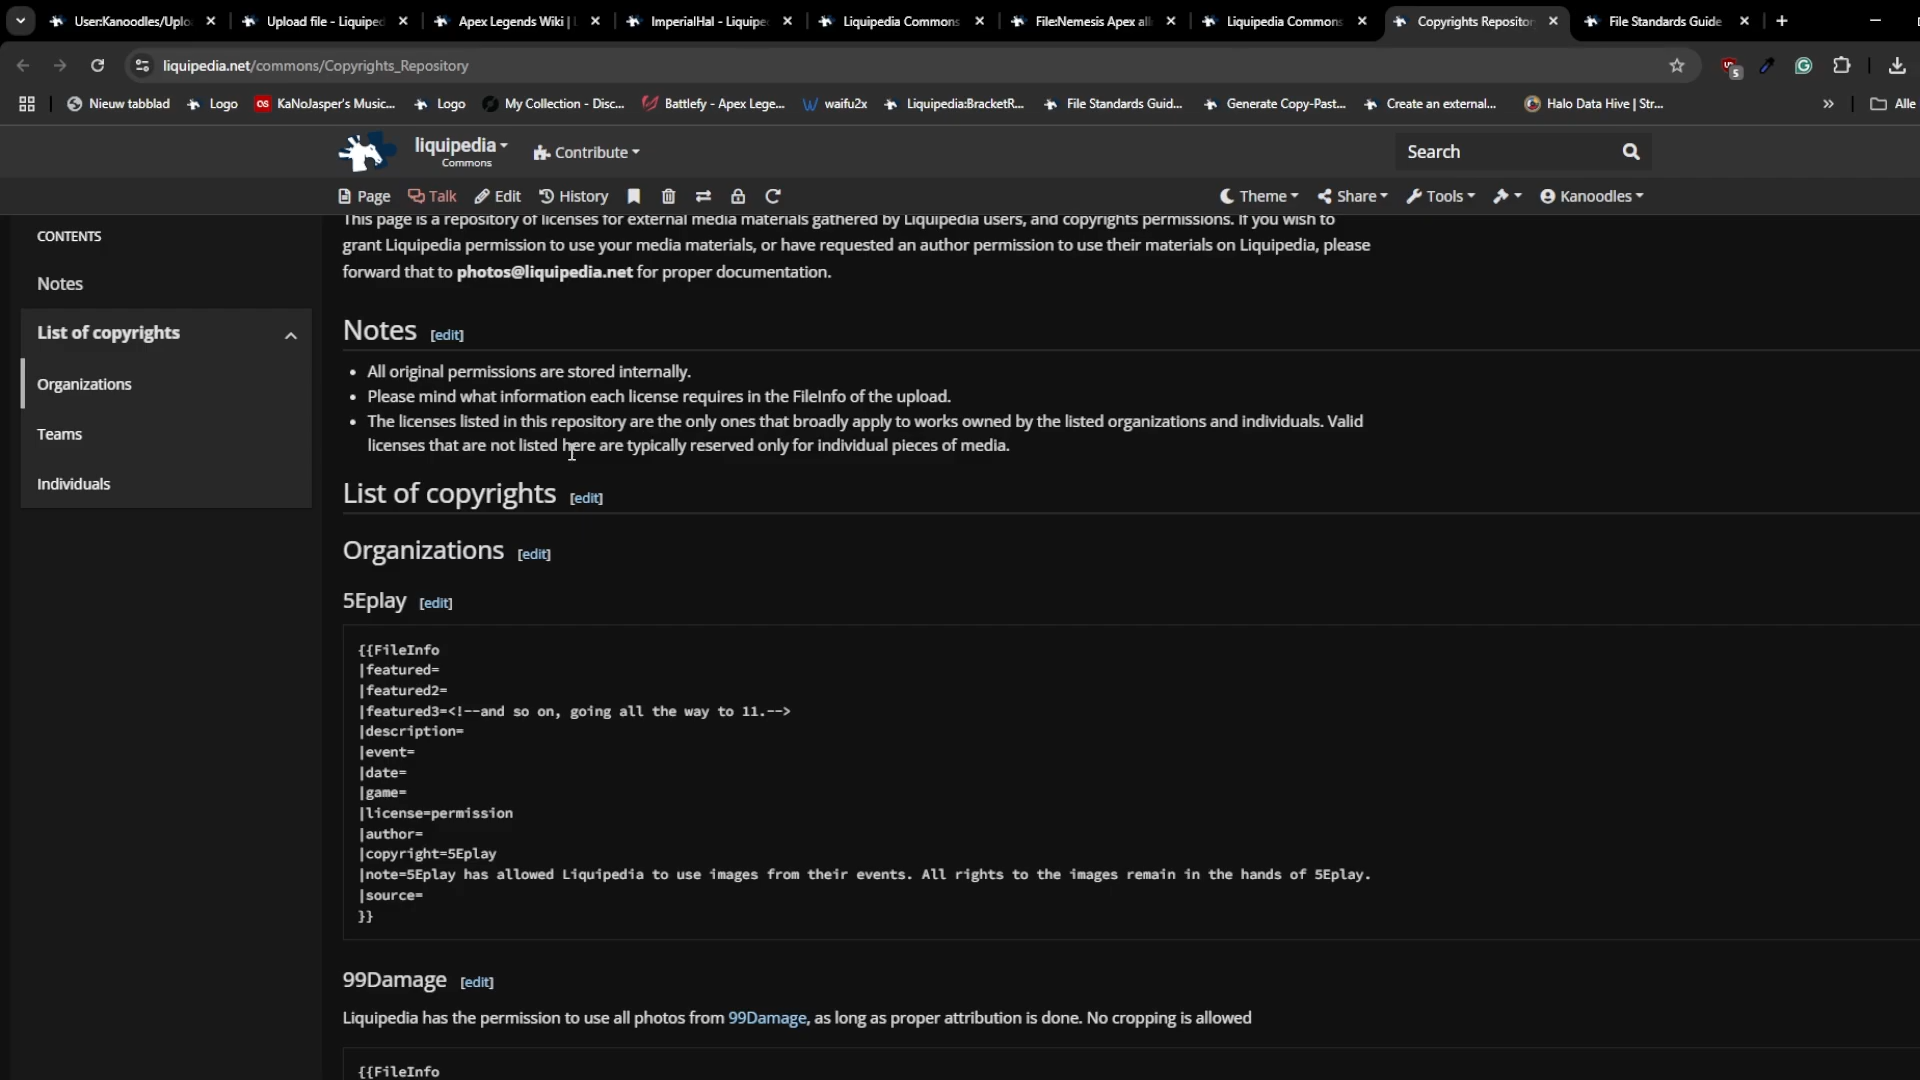 User:Kanoodles/Uplo
Upload file - Liquiped
Apex Legends Wiki |
ImperialHal - Liquipe
Liquipedia Commons
File:Nemesis Apex all
Liquipedia Commons
Copyrights Repositor
File Standards Guide
liquipedia.net/commons/Copyrights_Repository
5
Nieuw tabblad
Logo
OS
KaNoJasper's Music...
Logo
My Collection - Disc...
Battlefy - Apex Lege...
waifu2x
Liquipedia:BracketR...
File Standards Guid...
Generate Copy-Past...
Create an external...
Halo Data Hive | Str...
»
Alle
liquipedia
Commons
Contribute
Search
Page
Talk
Edit
History
Theme
Share
Tools
Kanoodles
CONTENTS
Notes
List of copyrights
Organizations
Teams
Individuals
This page is a repository of licenses for external media materials gathered by Liquipedia users, and copyrights permissions. If you wish to
grant Liquipedia permission to use your media materials, or have requested an author permission to use their materials on Liquipedia, please
forward that to photos@liquipedia.net for proper documentation.
Notes [edit]
• All original permissions are stored internally.
• Please mind what information each license requires in the FileInfo of the upload.
• The licenses listed in this repository are the only ones that broadly apply to works owned by the listed organizations and individuals. Valid
licenses that are not listed here are typically reserved only for individual pieces of media.
List of copyrights [edit]
Organizations [edit]
5Eplay [edit]
{{FileInfo
|featured=
|featured2=
|featured3=<!--and so on, going all the way to 11.-->
|description=
|event=
|date=
|game=
|license=permission
|author=
|copyright=5Eplay
|note=5Eplay has allowed Liquipedia to use images from their events. All rights to the images remain in the hands of 5Eplay.
|source=
}}
99Damage [edit]
Liquipedia has the permission to use all photos from 99Damage, as long as proper attribution is done. No cropping is allowed
{{FileInfo